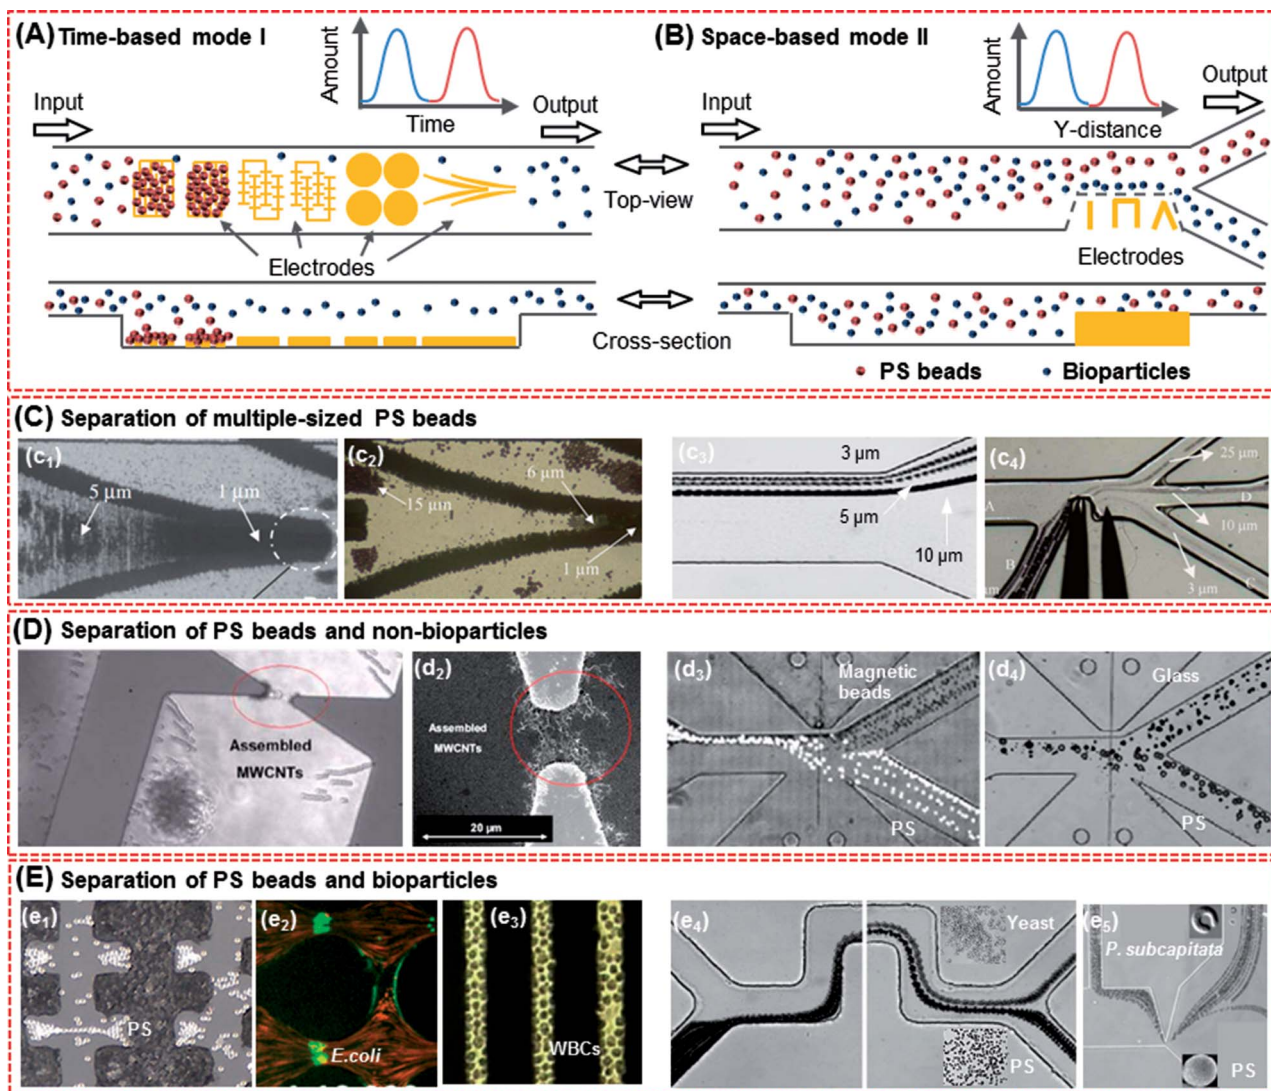 (A) Time-based mode I
Amount
Time
Input
Output
Electrodes
(B) Space-based mode II
Amount
Y-distance
Input
Output
Top-view
Electrodes
Cross-section
PS beads
Bioparticles
(C) Separation of multiple-sized PS beads
(c1)
5 µm
1 µm
(c2)
15 µm
6 µm
1 µm
(c3)
3 µm
5 µm
10 µm
(c4)
25 µm
10 µm
3 µm
A
B
C
D
µm
(D) Separation of PS beads and non-bioparticles
Assembled
MWCNTs
(d2)
Assembled
MWCNTs
20 µm
(d3)
Magnetic
beads
PS
(d4)
Glass
PS
(E) Separation of PS beads and bioparticles
(e1)
PS
(e2)
E.coli
(e3)
WBCs
(e4)
Yeast
PS
(e5)
P. subcapitata
PS